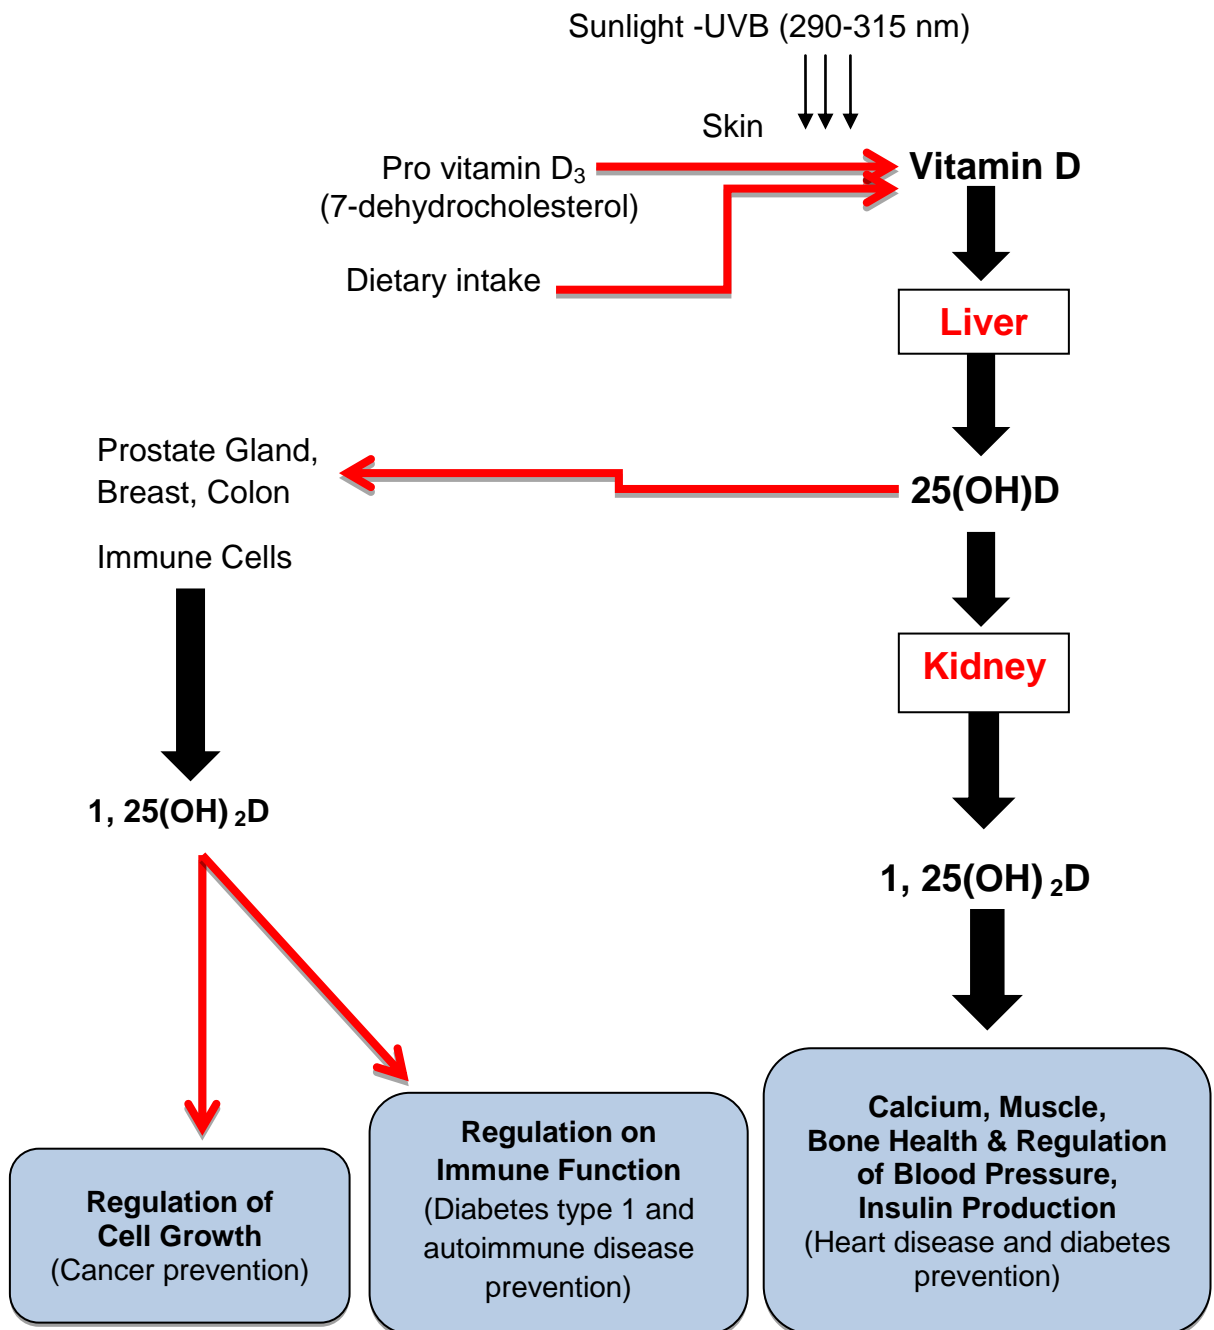 Sunlight -UVB (290-315 nm)
Skin
Pro vitamin D₃
(7-dehydrocholesterol)
Vitamin D
Dietary intake
Liver
Prostate Gland,
Breast, Colon
25(OH)D
Immune Cells
Kidney
1, 25(OH) ₂D
1, 25(OH) ₂D
Regulation of
Cell Growth
(Cancer prevention)
Regulation on
Immune Function
(Diabetes type 1 and
autoimmune disease
prevention)
Calcium, Muscle,
Bone Health & Regulation
of Blood Pressure,
Insulin Production
(Heart disease and diabetes
prevention)